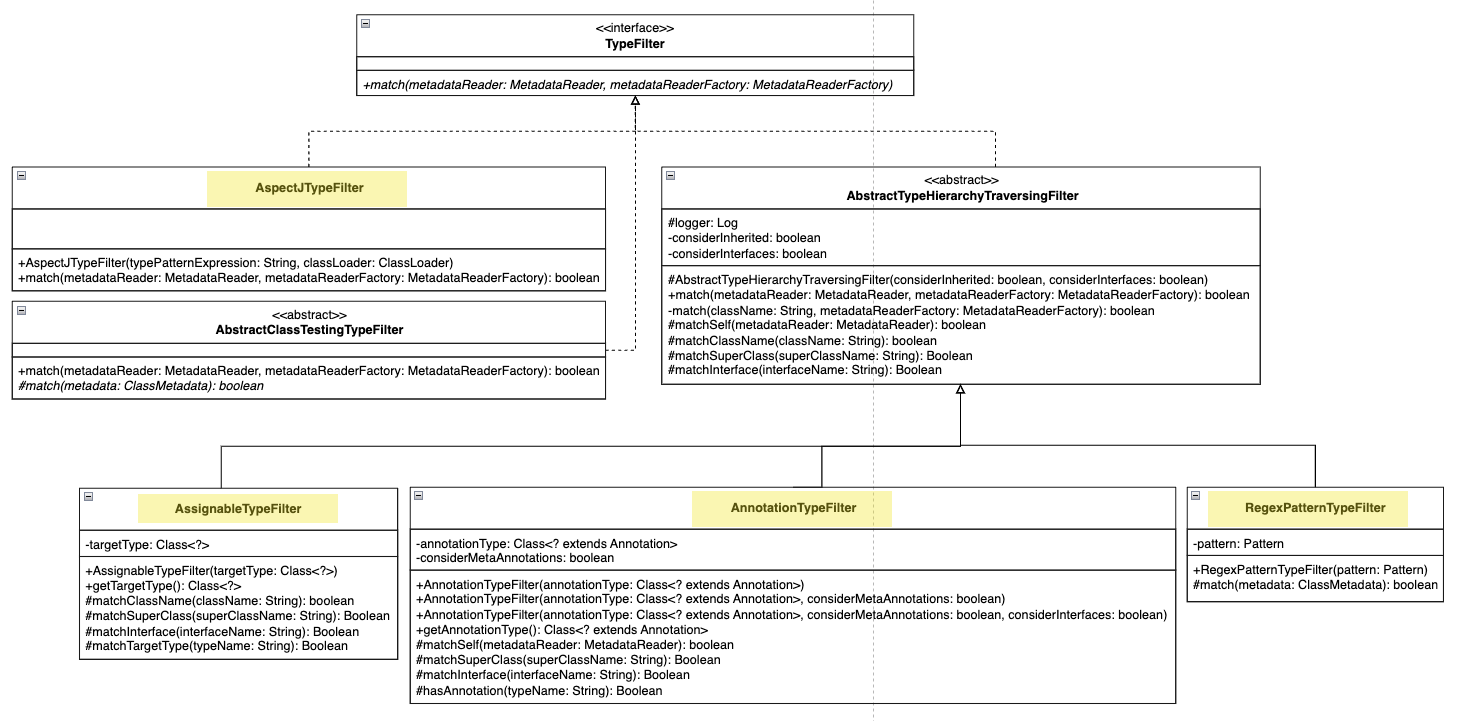 <<interface>>
TypeFilter
+match(metadataReader: MetadataReader, metadataReaderFactory: MetadataReaderFactory)
AspectJTypeFilter
+AspectJTypeFilter(typePatternExpression: String, classLoader: ClassLoader)
+match(metadataReader: MetadataReader, metadataReaderFactory: MetadataReaderFactory): boolean
<<abstract>>
AbstractClassTestingTypeFilter
+match(metadataReader: MetadataReader, metadataReaderFactory: MetadataReaderFactory): boolean
#match(metadata: ClassMetadata): boolean
<<abstract>>
AbstractTypeHierarchyTraversingFilter
#logger: Log
-considerInherited: boolean
-considerInterfaces: boolean
#AbstractTypeHierarchyTraversingFilter(considerInherited: boolean, considerInterfaces: boolean)
+match(metadataReader: MetadataReader, metadataReaderFactory: MetadataReaderFactory): boolean
-match(className: String, metadataReaderFactory: MetadataReaderFactory): boolean
#matchSelf(metadataReader: MetadataReader): boolean
#matchClassName(className: String): boolean
#matchSuperClass(superClassName: String): Boolean
#matchInterface(interfaceName: String): Boolean
AssignableTypeFilter
-targetType: Class<?>
+AssignableTypeFilter(targetType: Class<?>)
+getTargetType(): Class<?>
#matchClassName(className: String): boolean
#matchSuperClass(superClassName: String): Boolean
#matchInterface(interfaceName: String): Boolean
#matchTargetType(typeName: String): Boolean
AnnotationTypeFilter
-annotationType: Class<? extends Annotation>
-considerMetaAnnotations: boolean
+AnnotationTypeFilter(annotationType: Class<? extends Annotation>)
+AnnotationTypeFilter(annotationType: Class<? extends Annotation>, considerMetaAnnotations: boolean)
+AnnotationTypeFilter(annotationType: Class<? extends Annotation>, considerMetaAnnotations: boolean, considerInterfaces: boolean)
+getAnnotationType(): Class<? extends Annotation>
#matchSelf(metadataReader: MetadataReader): boolean
#matchSuperClass(superClassName: String): Boolean
#matchInterface(interfaceName: String): Boolean
#hasAnnotation(typeName: String): Boolean
RegexPatternTypeFilter
-pattern: Pattern
+RegexPatternTypeFilter(pattern: Pattern)
#match(metadata: ClassMetadata): boolean